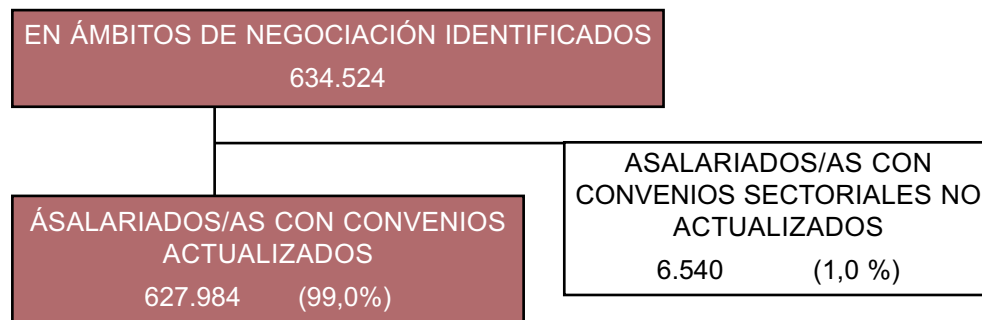 EN ÁMBITOS DE NEGOCIACIÓN IDENTIFICADOS
634.524
ÁSALARIADOS/AS CON CONVENIOS
ACTUALIZADOS
627.984 (99,0%)
ASALARIADOS/AS CON
CONVENIOS SECTORIALES NO
ACTUALIZADOS
6.540 (1,0 %)